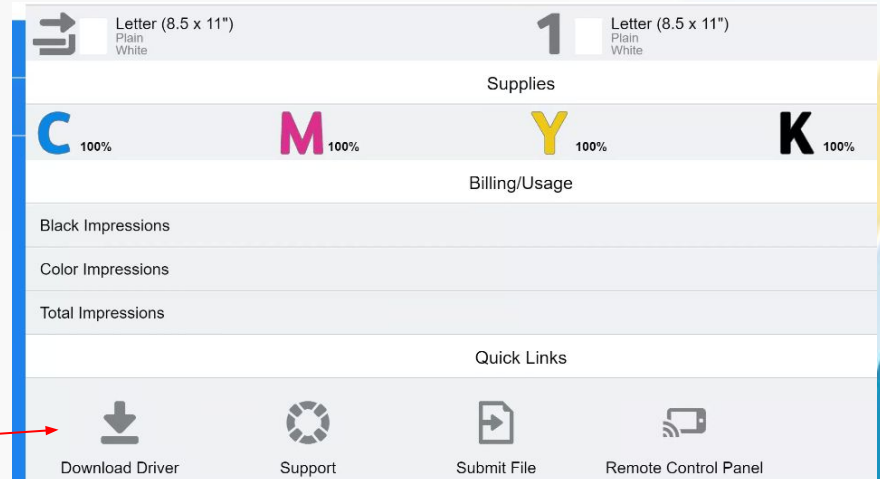 Letter (8.5 x 11")
Plain
White
1
Letter (8.5 x 11")
Plain
White
Supplies
C 100%
M 100%
Y 100%
K 100%
Billing/Usage
Black Impressions
Color Impressions
Total Impressions
Quick Links
Download Driver
Support
Submit File
Remote Control Panel